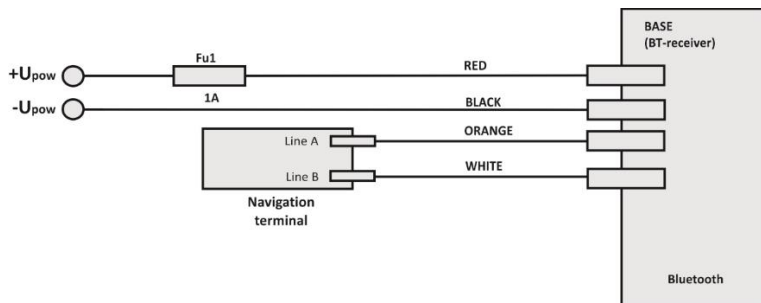 BASE
(BT-receiver)
Fu1
RED
+Upow
1A
BLACK
-Upow
ORANGE
Line A
WHITE
Line B
Navigation
terminal
Bluetooth